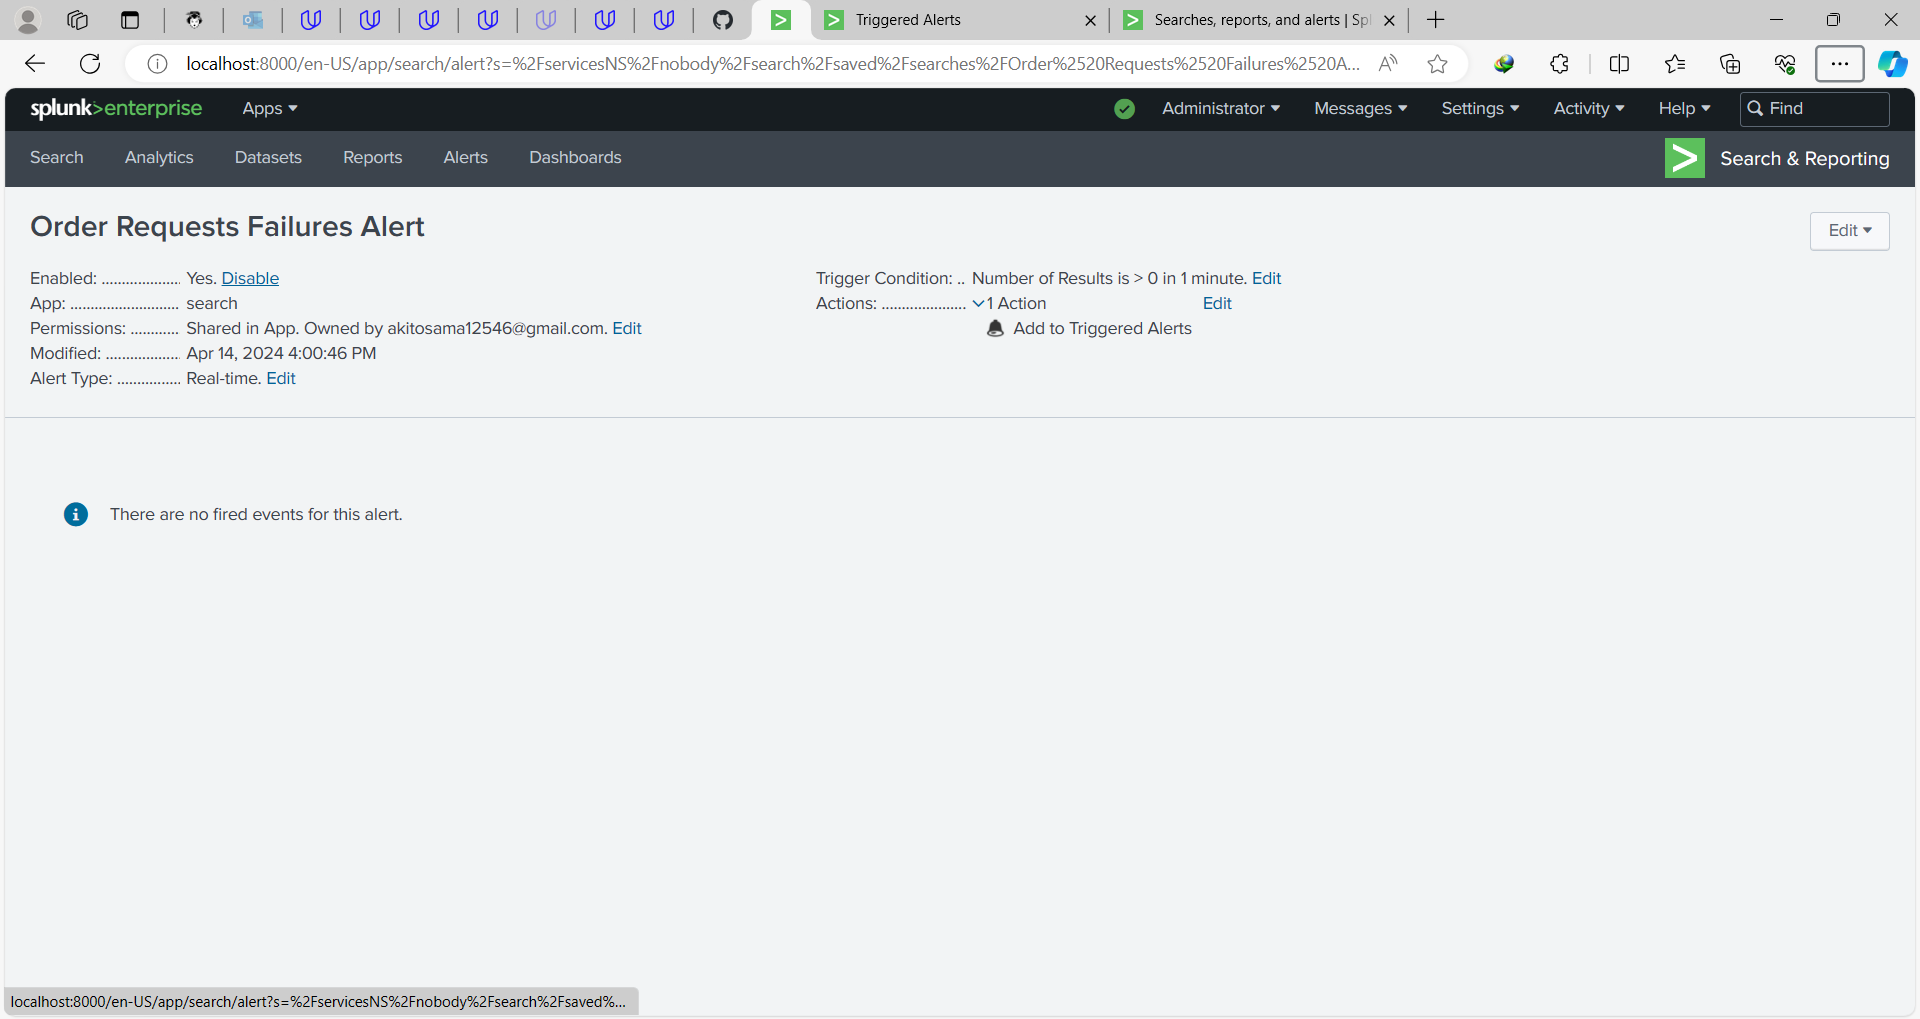 Triggered Alerts
Searches, reports, and alerts | Spl
localhost:8000/en-US/app/search/alert?s=%2FservicesNS%2Fnobody%2Fsearch%2Fsaved%2Fsearches%2FOrder%2520Requests%2520Failures%2520A...
splunk>enterprise Apps Administrator Messages Settings Activity Help Find
Search Analytics Datasets Reports Alerts Dashboards Search & Reporting
Order Requests Failures Alert
Edit
Enabled: ................... Yes. Disable
App: ........................... search
Permissions: ............ Shared in App. Owned by akitosama12546@gmail.com. Edit
Modified: .................. Apr 14, 2024 4:00:46 PM
Alert Type: ................ Real-time. Edit
Trigger Condition: .. Number of Results is > 0 in 1 minute. Edit
Actions: ..................... 1 Action Edit
Add to Triggered Alerts
There are no fired events for this alert.
localhost:8000/en-US/app/search/alert?s=%2FservicesNS%2Fnobody%2Fsearch%2Fsaved%...